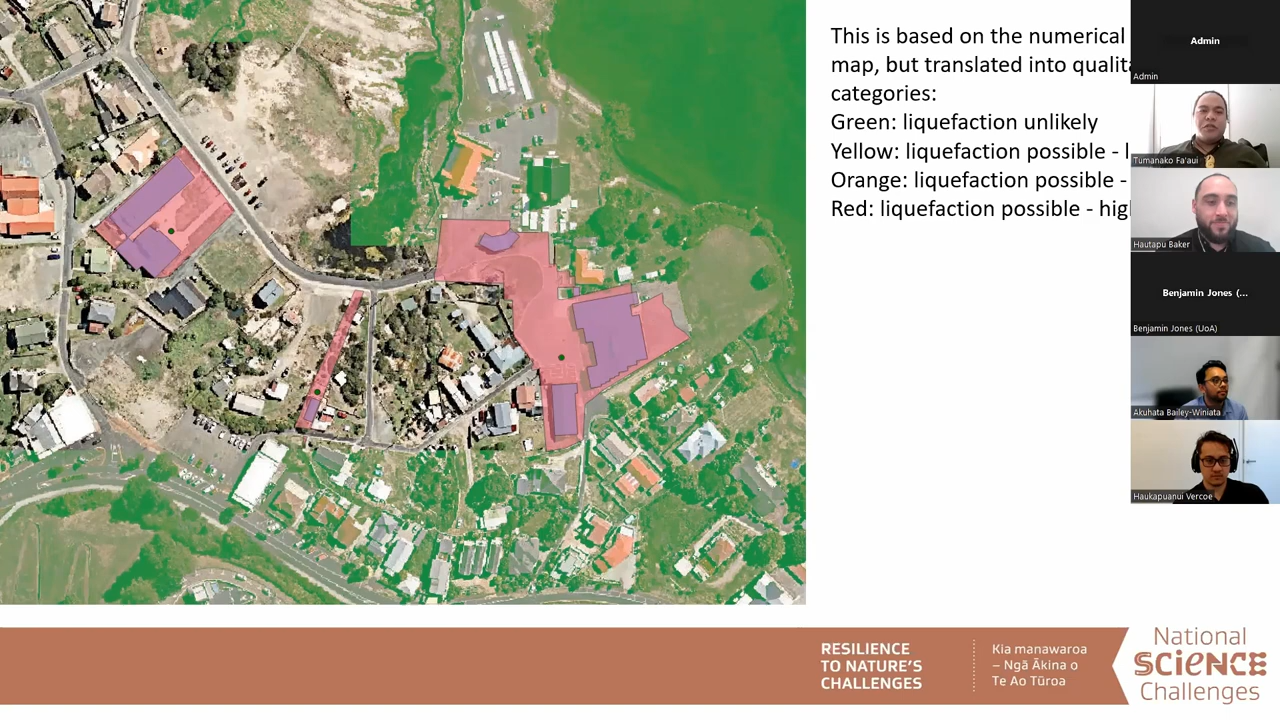 This is based on the numerical
map, but translated into
categories:
Green: liquefaction unlikely
Yellow: liquefaction possible -
Orange: liquefaction possible -
Red: liquefaction possible -
Admin
Admin
Tumanako Fa'aui
Hautapu Baker
Benjamin Jones (...
Benjamin Jones (UoA)
Akuhata Bailey-Winiata
Haukapuanui Vercoe
RESILIENCE
TO NATURE'S
CHALLENGES
Kia manawaroa
– Ngā Ākina o
Te Ao Tūroa
National
SCIENCE
Challenges